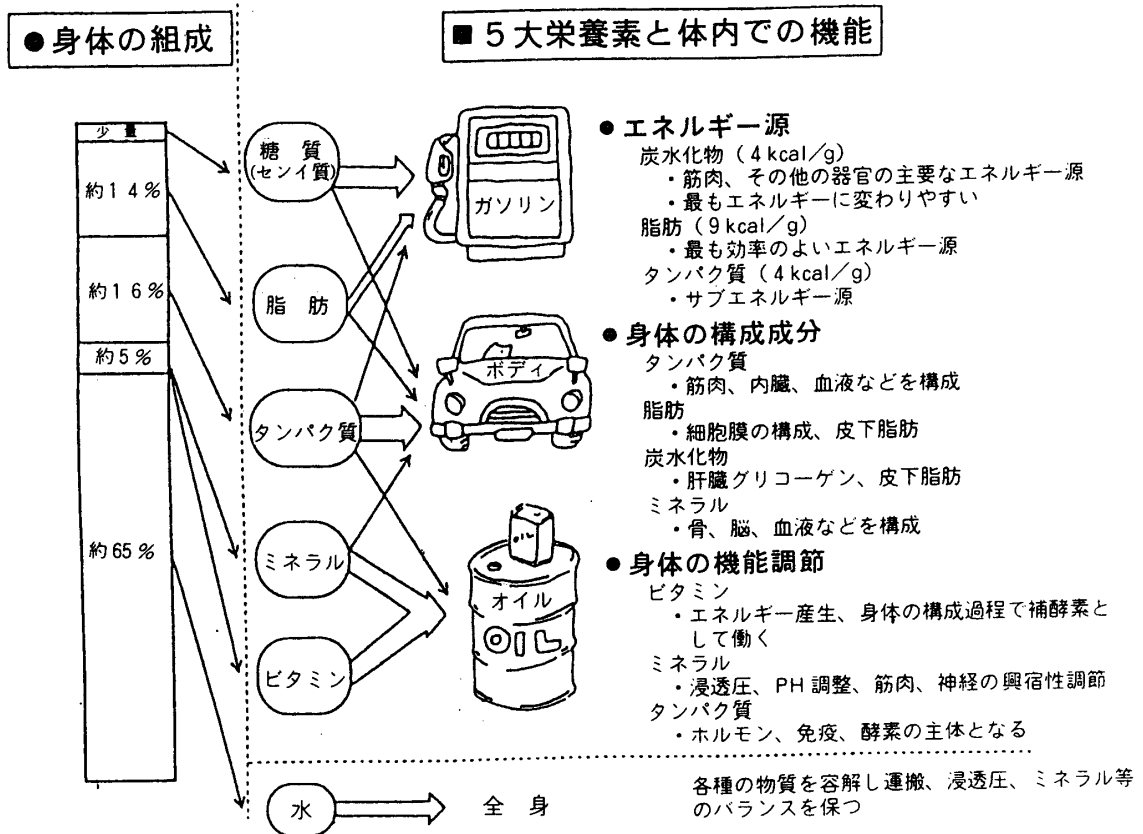 ●身体の組成
■5大栄養素と体内での機能
少量
約14%
約16%
約5%
約65%
糖質
(センイ質)
脂肪
タンパク質
ミネラル
ビタミン
水
ガソリン
ボディ
OIL
オイル
OIL
全身
●エネルギー源
炭水化物(4kcal/g)
・筋肉、その他の器官の主要なエネルギー源
・最もエネルギーに変わりやすい
脂肪(9kcal/g)
・最も効率のよいエネルギー源
タンパク質(4kcal/g)
・サブエネルギー源
●身体の構成成分
タンパク質
・筋肉、内臓、血液などを構成
脂肪
・細胞膜の構成、皮下脂肪
炭水化物
・肝臓グリコーゲン、皮下脂肪
ミネラル
・骨、脳、血液などを構成
●身体の機能調節
ビタミン
・エネルギー産生、身体の構成過程で補酵素と
して働く
ミネラル
・浸透圧、PH調整、筋肉、神経の興宿性調節
タンパク質
・ホルモン、免疫、酵素の主体となる
各種の物質を容解し運搬、浸透圧、ミネラル等
のバランスを保つ